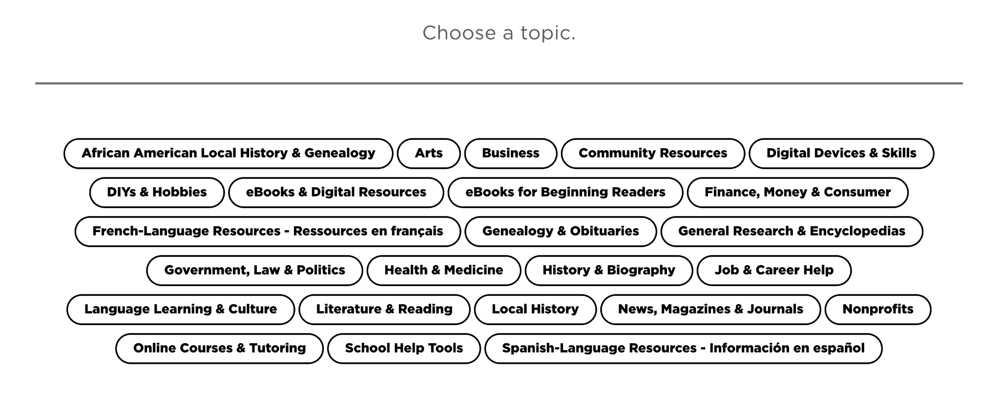 Choose a topic.
African American Local History & Genealogy Arts Business Community Resources Digital Devices & Skills
DIYs & Hobbies eBooks & Digital Resources eBooks for Beginning Readers Finance, Money & Consumer
French-Language Resources - Ressources en français Genealogy & Obituaries General Research & Encyclopedias
Government, Law & Politics Health & Medicine History & Biography Job & Career Help
Language Learning & Culture Literature & Reading Local History News, Magazines & Journals Nonprofits
Online Courses & Tutoring School Help Tools Spanish-Language Resources - Información en español